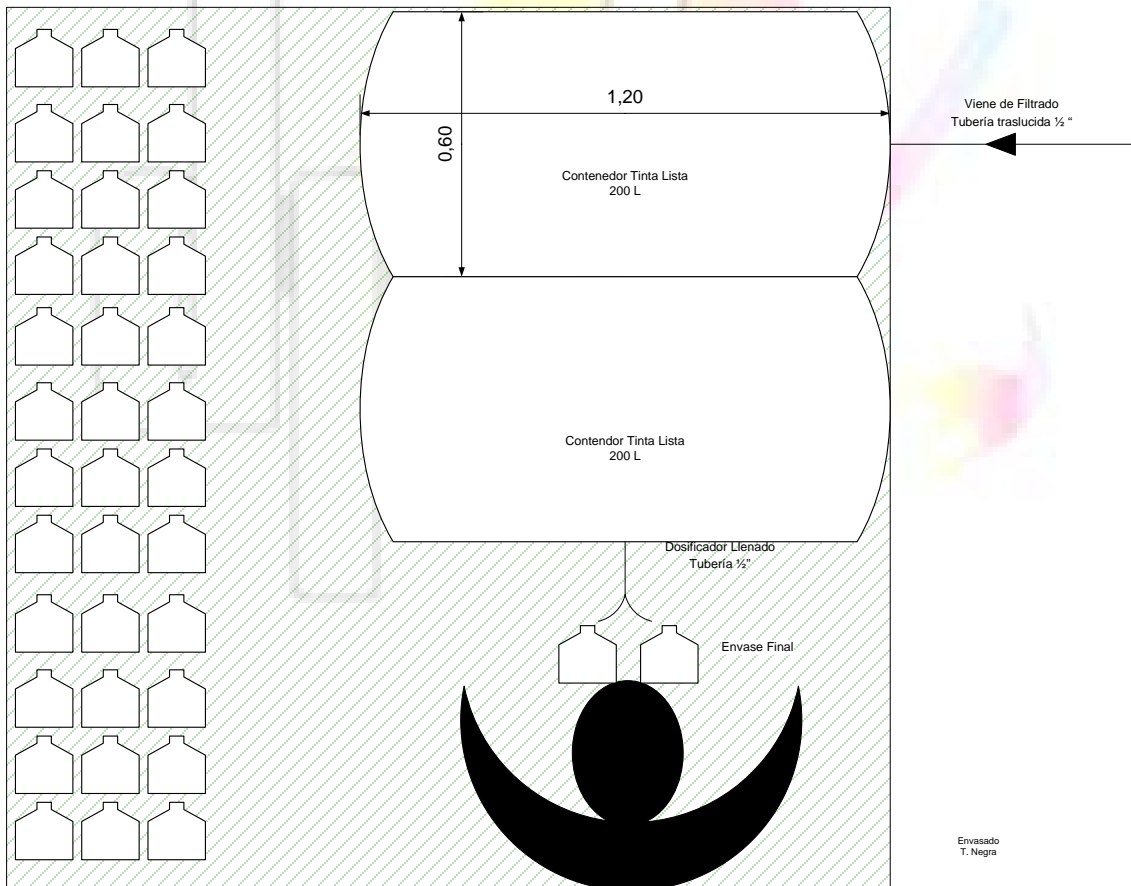 1,20
0,60
Viene de Filtrado
Tubería traslucida ½ “
Contenedor Tinta Lista
200 L
Contendor Tinta Lista
200 L
Dosificador Llenado
Tubería ½”
Envase Final
Envasado
T. Negra